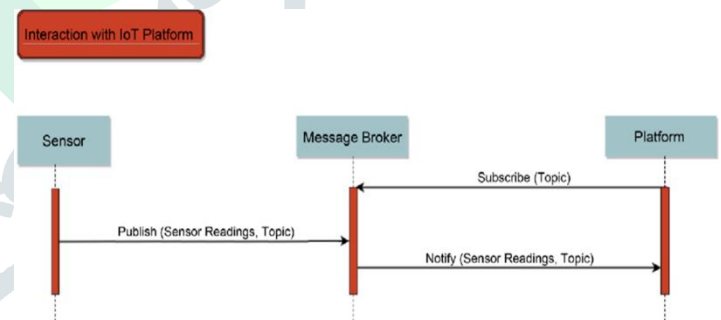 Interaction with IoT Platform
Sensor
Message Broker
Platform
Subscribe (Topic)
Publish (Sensor Readings, Topic)
Notify (Sensor Readings, Topic)